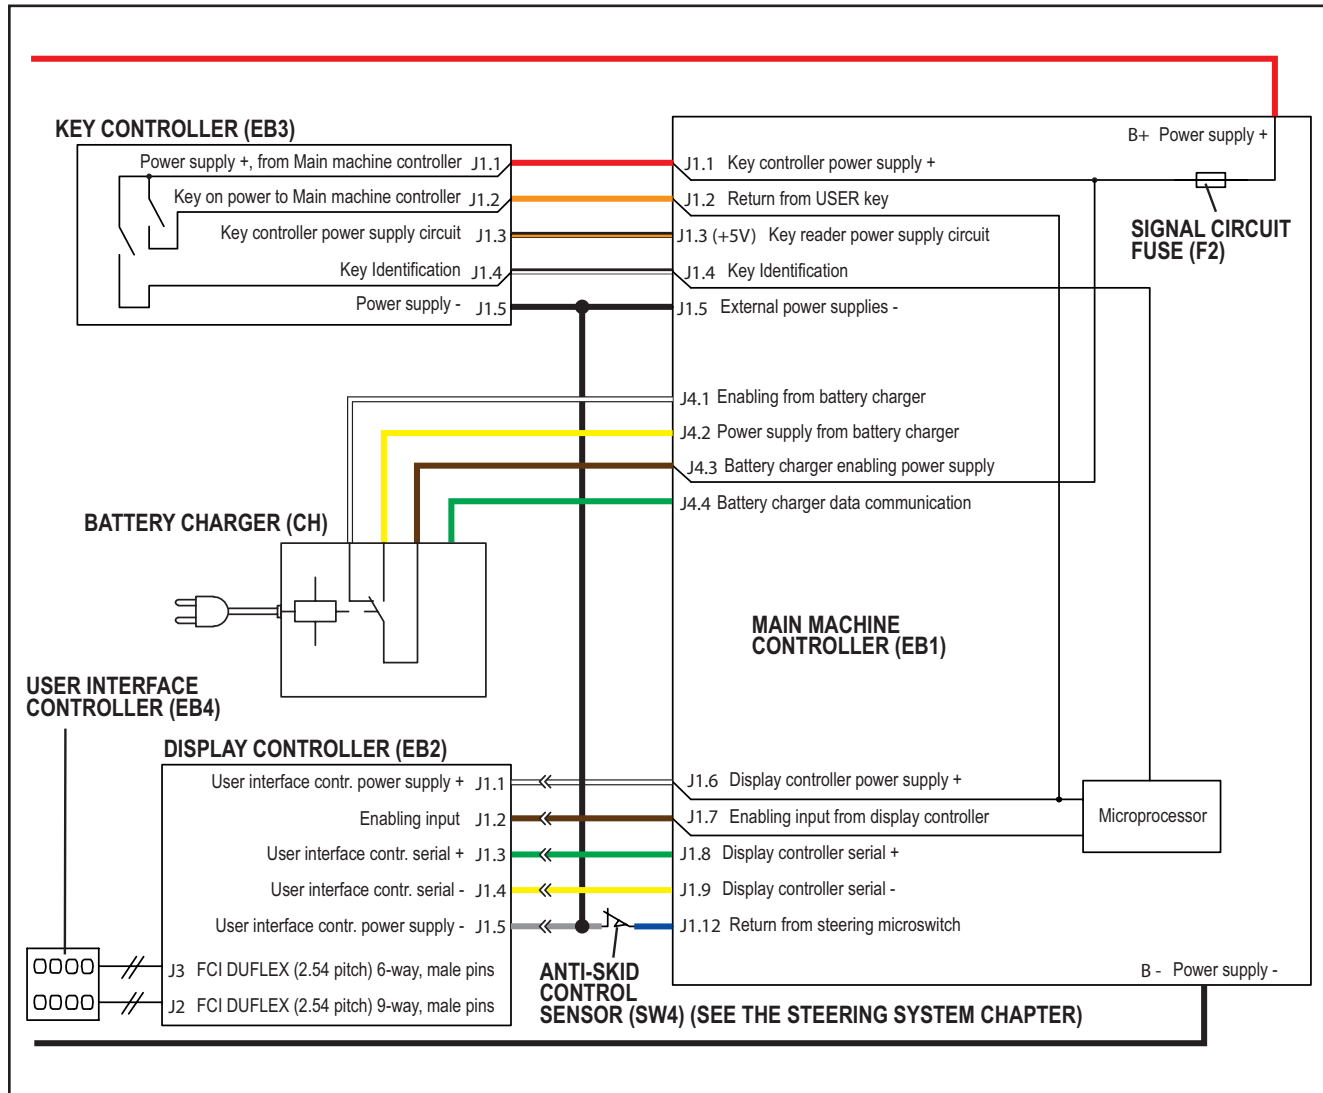 KEY CONTROLLER (EB3)
B+ Power supply +
Power supply +, from Main machine controller J1.1
J1.1 Key controller power supply +
Key on power to Main machine controller J1.2
J1.2 Return from USER key
SIGNAL CIRCUIT
FUSE (F2)
Key controller power supply circuit J1.3
J1.3 (+5V) Key reader power supply circuit
Key Identification J1.4
J1.4 Key Identification
Power supply - J1.5
J1.5 External power supplies -
J4.1 Enabling from battery charger
J4.2 Power supply from battery charger
J4.3 Battery charger enabling power supply
J4.4 Battery charger data communication
BATTERY CHARGER (CH)
MAIN MACHINE
CONTROLLER (EB1)
USER INTERFACE
CONTROLLER (EB4)
DISPLAY CONTROLLER (EB2)
User interface contr. power supply + J1.1
J1.6 Display controller power supply +
Enabling input J1.2
J1.7 Enabling input from display controller
Microprocessor
User interface contr. serial + J1.3
J1.8 Display controller serial +
User interface contr. serial - J1.4
J1.9 Display controller serial -
User interface contr. power supply - J1.5
J1.12 Return from steering microswitch
J3 FCI DUFLEX (2.54 pitch) 6-way, male pins
J2 FCI DUFLEX (2.54 pitch) 9-way, male pins
ANTI-SKID
CONTROL
SENSOR (SW4) (SEE THE STEERING SYSTEM CHAPTER)
B - Power supply -